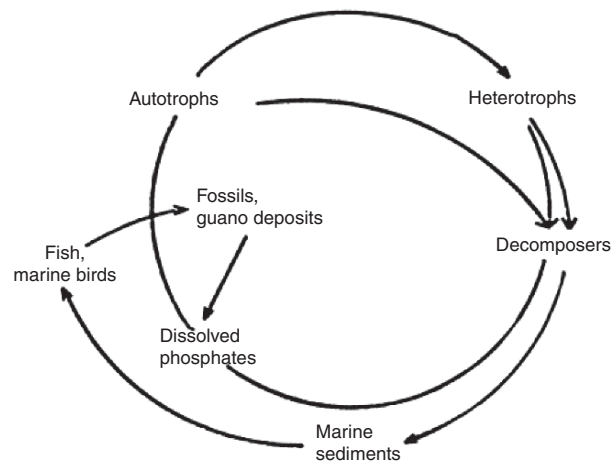 Autotrophs
Heterotrophs
Fossils,
guano deposits
Decomposers
Fish,
marine birds
Dissolved
phosphates
Marine
sediments